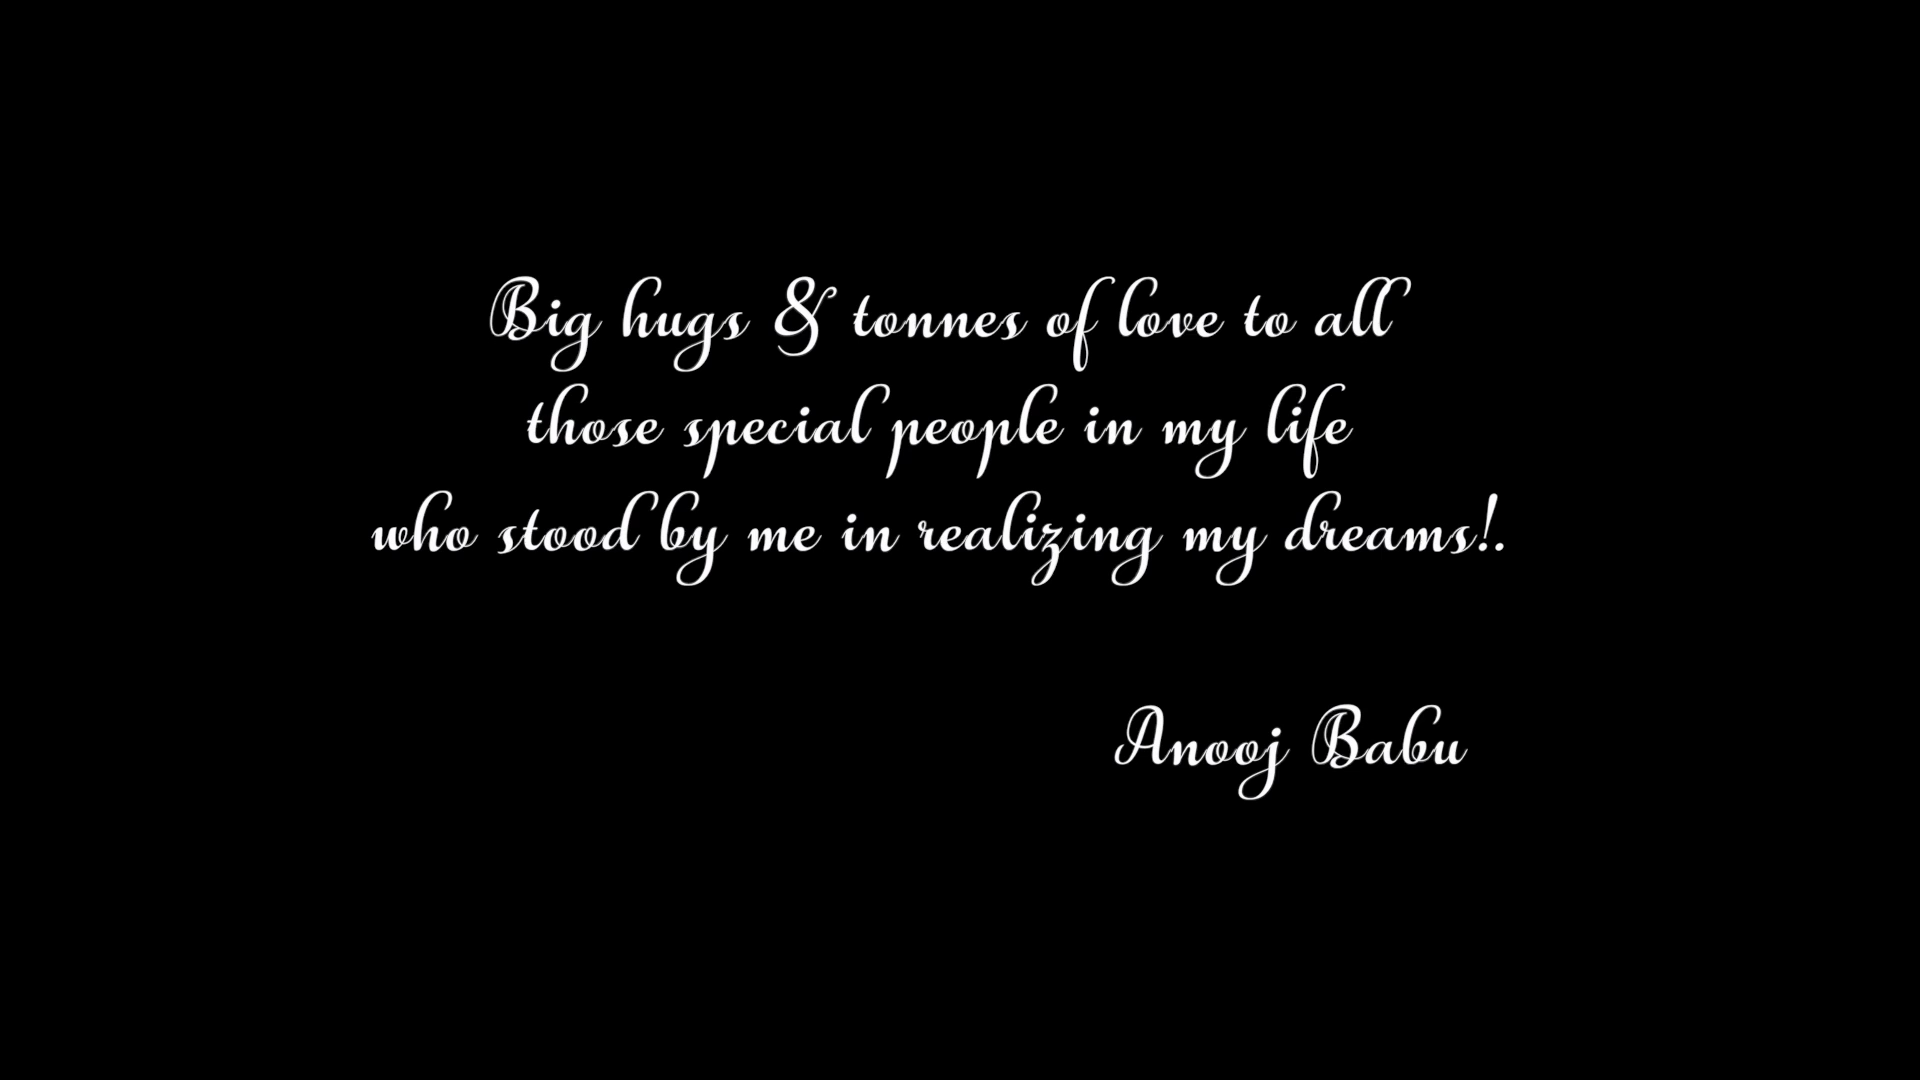 Big hugs & tonnes of love to all
those special people in my life
who stood by me in realizing my dreams!.
Anooj Babu